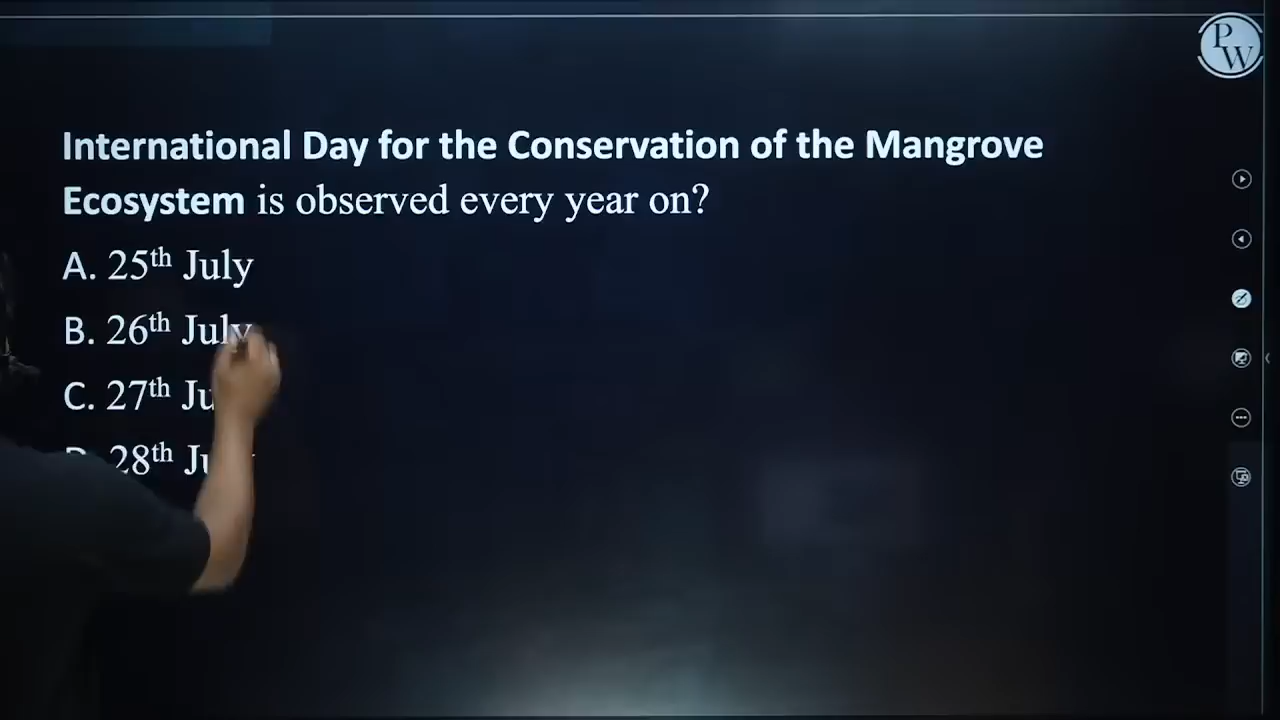 P
W
International Day for the Conservation of the Mangrove
Ecosystem is observed every year on?
A. 25th July
B. 26th July
C. 27th
28th